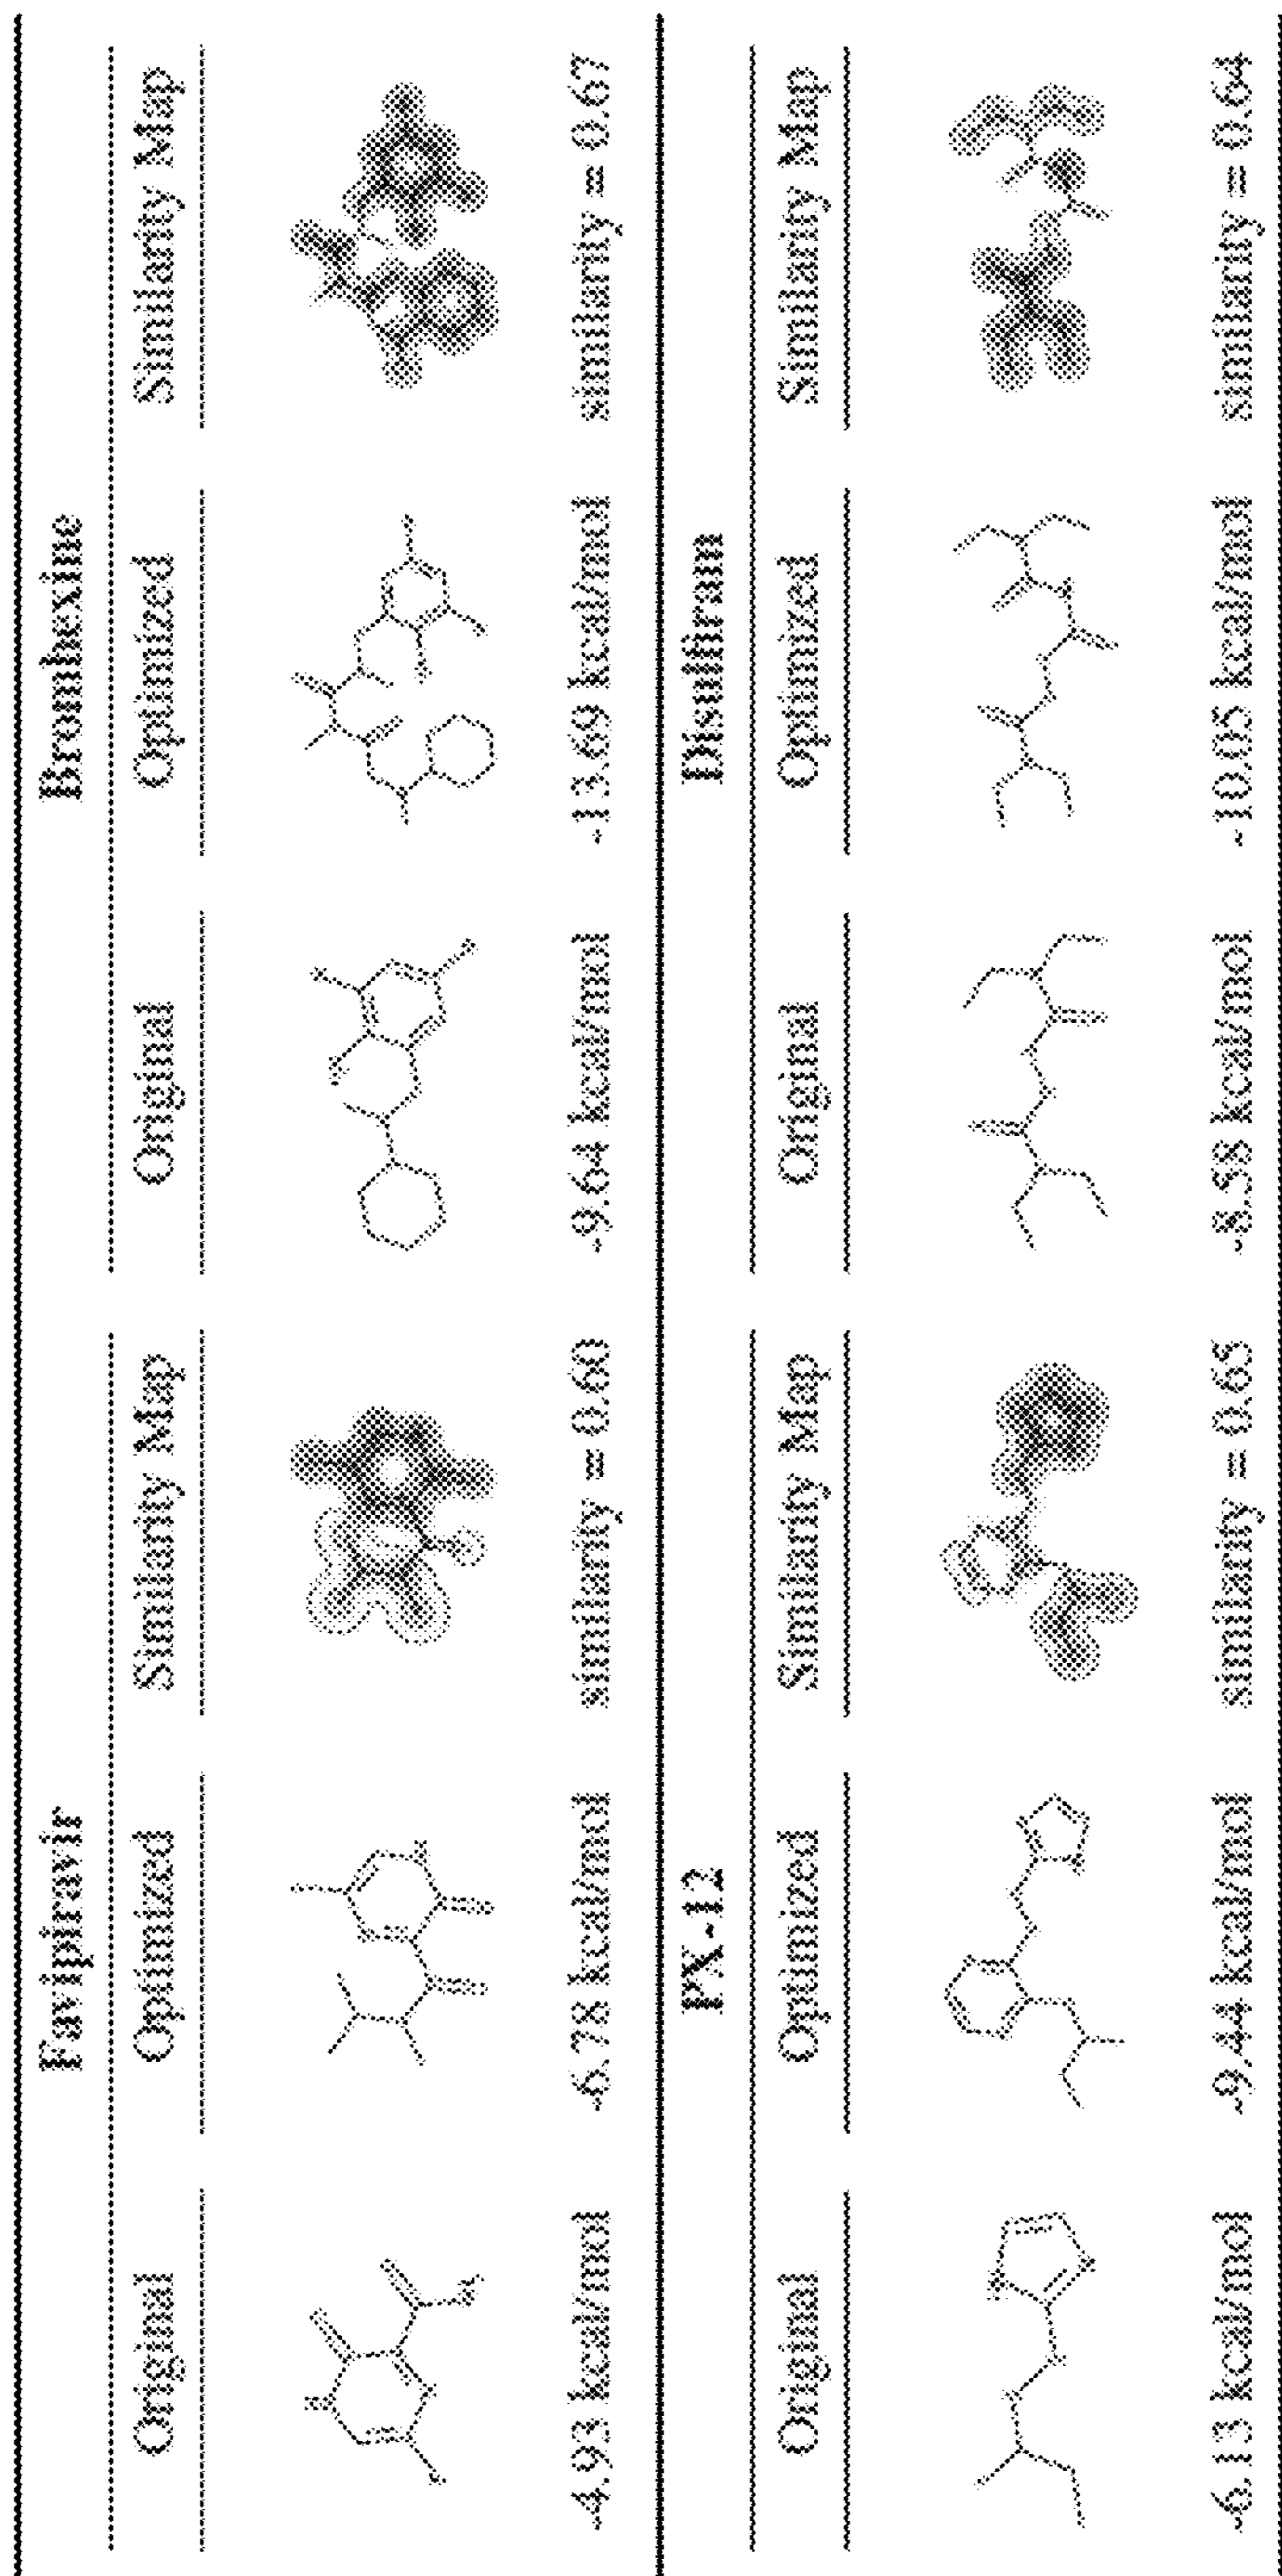 Favipiravir Bromhexine
Original Optimized Similarity Map Original Optimized Similarity Map
-4.93 kcal/mol -6.78 kcal/mol similarity = 0.60 -9.64 kcal/mol -13.69 kcal/mol similarity = 0.67
PX-12 Disulfiram
Original Optimized Similarity Map Original Optimized Similarity Map
-6.13 kcal/mol -9.44 kcal/mol similarity = 0.65 -8.58 kcal/mol -10.05 kcal/mol similarity = 0.64